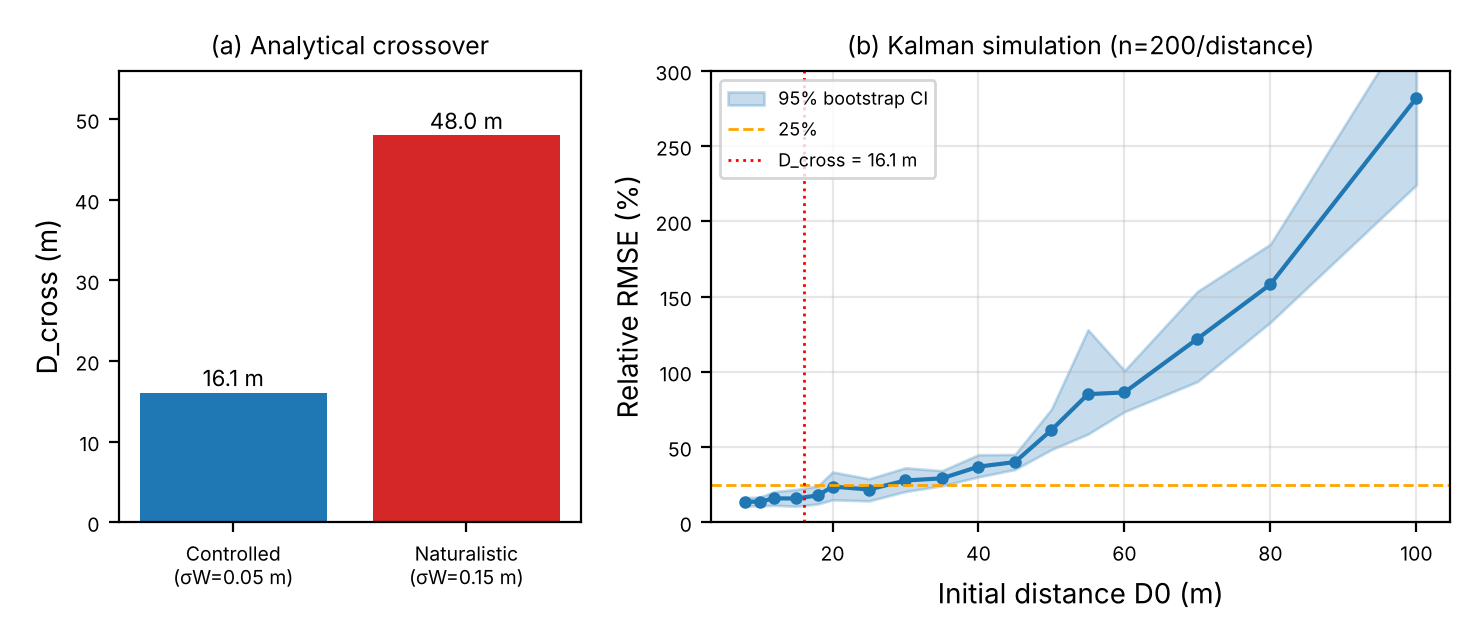 (a) Analytical crossover
D_cross (m)
50
40
30
20
10
0
48.0 m
16.1 m
Controlled
(σW=0.05 m)
Naturalistic
(σW=0.15 m)
(b) Kalman simulation (n=200/distance)
Relative RMSE (%)
300
250
200
150
100
50
0
95% bootstrap CI
25%
D_cross = 16.1 m
20
40
60
80
100
Initial distance D0 (m)